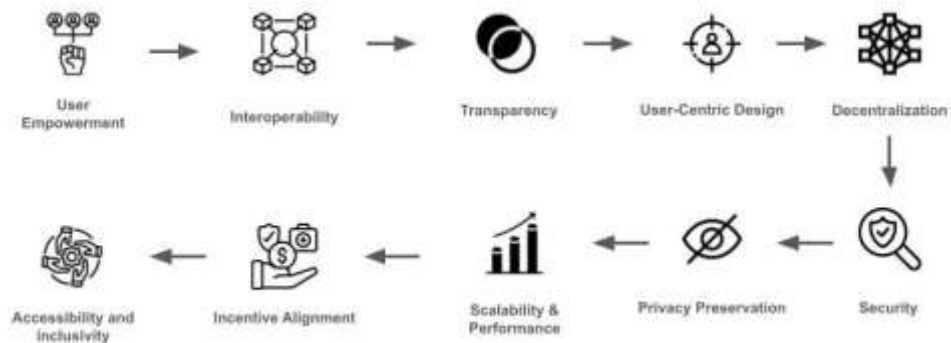 User
Empowerment
Interoperability
Transparency
User-Centric Design
Decentralization
Accessibility and
inclusivity
Incentive Alignment
Scalability &
Performance
Privacy Preservation
Security
$